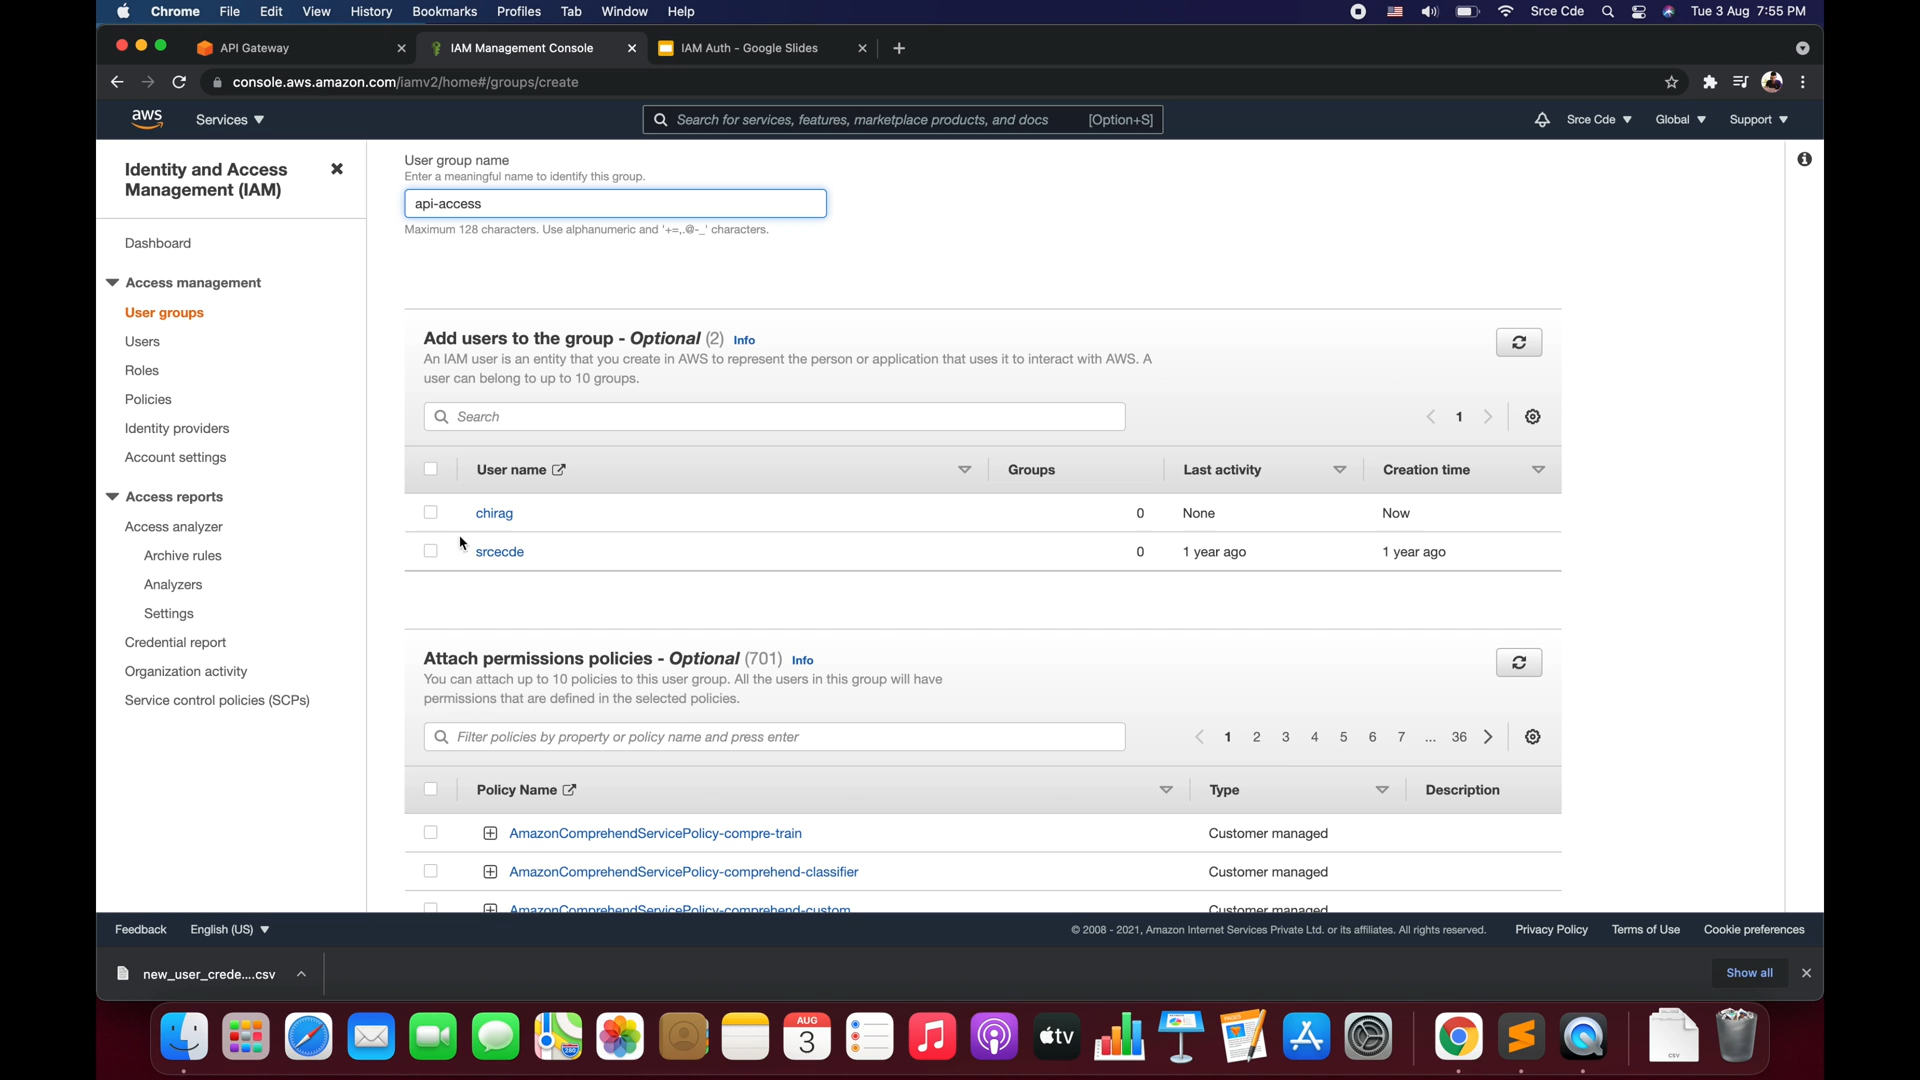 Chrome File Edit View History Bookmarks Profiles Tab Window Help Srce Cde Tue 3 Aug 7:55 PM
API Gateway IAM Management Console IAM Auth - Google Slides
console.aws.amazon.com/iamv2/home#/groups/create
aws Services Search for services, features, marketplace products, and docs [Option+S] Srce Cde Global Support
Identity and Access
Management (IAM)
Dashboard
Access management
User groups
Users
Roles
Policies
Identity providers
Account settings
Access reports
Access analyzer
Archive rules
Analyzers
Settings
Credential report
Organization activity
Service control policies (SCPs)
User group name
Enter a meaningful name to identify this group.
api-access
Maximum 128 characters. Use alphanumeric and '+=,.@-_' characters.
Add users to the group - Optional (2) Info
An IAM user is an entity that you create in AWS to represent the person or application that uses it to interact with AWS. A
user can belong to up to 10 groups.
Search
1
User name Groups Last activity Creation time
chirag 0 None Now
srcecde 0 1 year ago 1 year ago
Attach permissions policies - Optional (701) Info
You can attach up to 10 policies to this user group. All the users in this group will have
permissions that are defined in the selected policies.
Filter policies by property or policy name and press enter
1 2 3 4 5 6 7 ... 36
Policy Name Type Description
AmazonComprehendServicePolicy-compre-train Customer managed
AmazonComprehendServicePolicy-comprehend-classifier Customer managed
AmazonComprehendServicePolicy-comprehend-custom Customer managed
Feedback English (US) © 2008 - 2021, Amazon Internet Services Private Ltd. or its affiliates. All rights reserved. Privacy Policy Terms of Use Cookie preferences
new_user_crede....csv Show all
AUG
3
280
tv
CSV